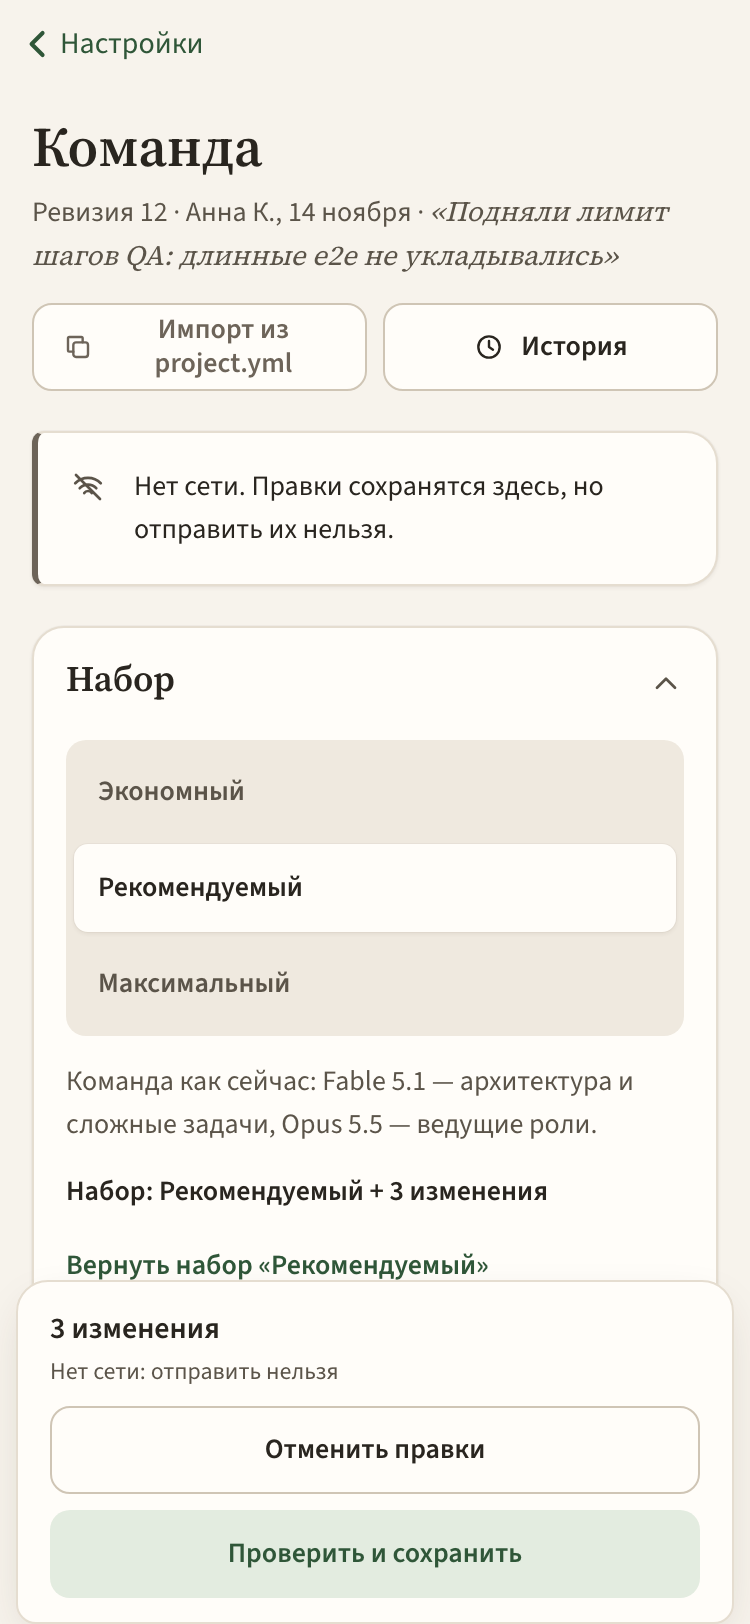 Настройки
Команда
Ревизия 12 · Анна К., 14 ноября · «Подняли лимит
шагов QA: длинные e2e не укладывались»
Импорт из
project.yml
История
Нет сети. Правки сохранятся здесь, но
отправить их нельзя.
Набор
Экономный
Рекомендуемый
Максимальный
Команда как сейчас: Fable 5.1 — архитектура и
сложные задачи, Opus 5.5 — ведущие роли.
Набор: Рекомендуемый + 3 изменения
Вернуть набор «Рекомендуемый»
3 изменения
Нет сети: отправить нельзя
Отменить правки
Проверить и сохранить